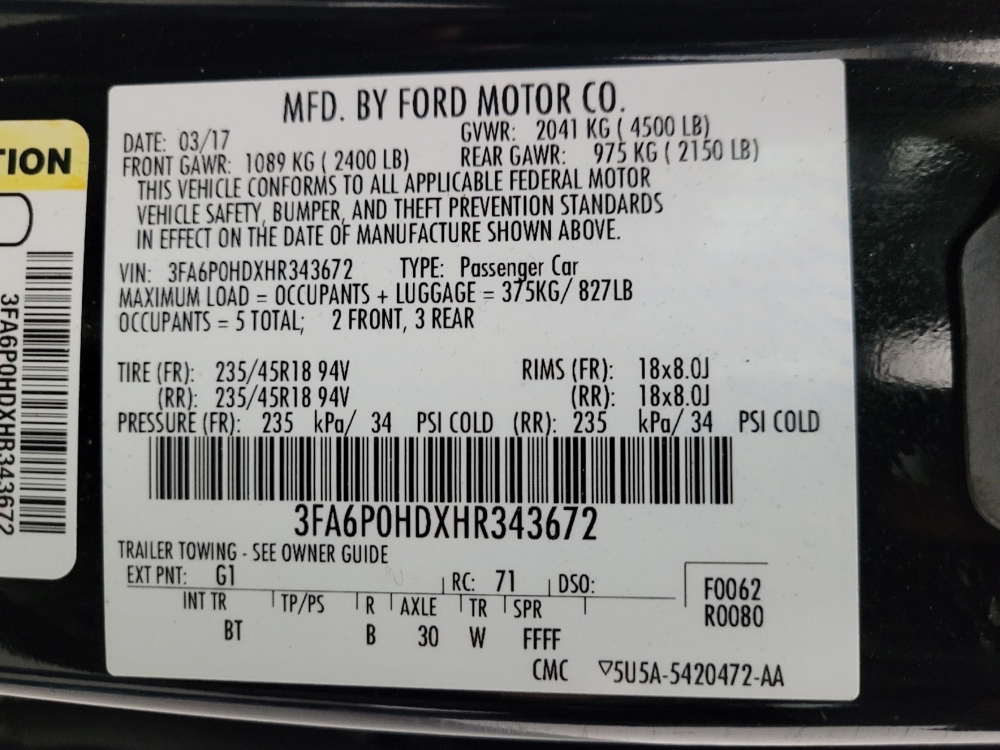 TION
3FA6P0HDXHR343672
MFD. BY FORD MOTOR CO.
DATE: 03/17 GVWR: 2041 KG ( 4500 LB)
FRONT GAWR: 1089 KG ( 2400 LB) REAR GAWR: 975 KG ( 2150 LB)
THIS VEHICLE CONFORMS TO ALL APPLICABLE FEDERAL MOTOR
VEHICLE SAFETY, BUMPER, AND THEFT PREVENTION STANDARDS
IN EFFECT ON THE DATE OF MANUFACTURE SHOWN ABOVE.
VIN: 3FA6P0HDXHR343672 TYPE: Passenger Car
MAXIMUM LOAD = OCCUPANTS + LUGGAGE = 375KG/ 827LB
OCCUPANTS = 5 TOTAL; 2 FRONT, 3 REAR
TIRE (FR): 235/45R18 94V RIMS (FR): 18x8.0J
(RR): 235/45R18 94V (RR): 18x8.0J
PRESSURE (FR): 235 kPa/ 34 PSI COLD (RR): 235 kPa/ 34 PSI COLD
3FA6P0HDXHR343672
TRAILER TOWING - SEE OWNER GUIDE
EXT PNT: G1 RC: 71 DSO:
F0062
R0080
INT TR TP/PS R AXLE TR SPR
BT B 30 W FFFF
CMC ▽5U5A-5420472-AA